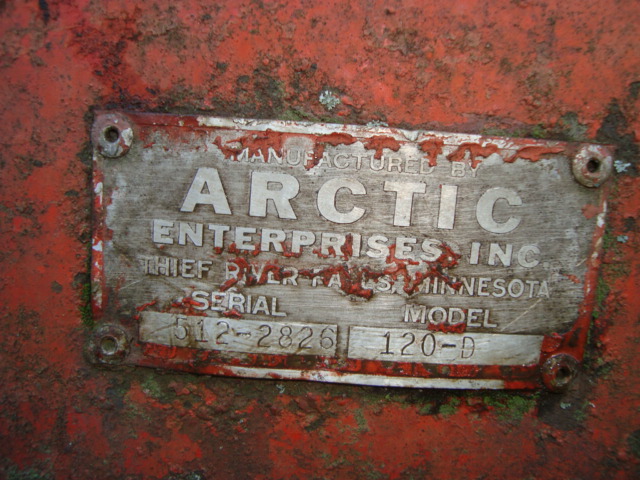 MANUFACTURED BY
ARCTIC
ENTERPRISES, INC.
THIEF RIVER FALLS, MINNESOTA
SERIAL MODEL
512-2826 120-D